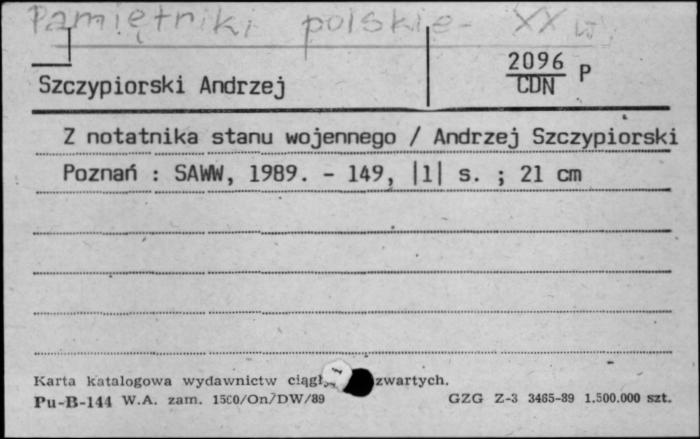 Pamiętniki polskie - XX w.
2096
CDN P
Szczypiorski Andrzej
Z notatnika stanu wojennego / Andrzej Szczypiorski
Poznań : SAWW, 1989. - 149, |1| s. ; 21 cm
Karta katalogowa wydawnictw zwartych.
Pu-B-144 W.A. zam. 1500/On/DW/89 GZG Z-3 3465-89 1.500.000 szt.